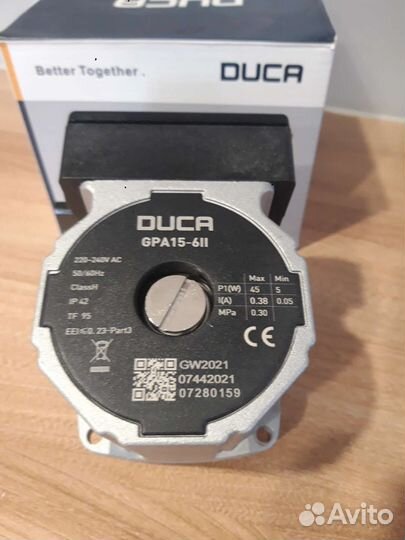 DUCA
Better Together.
DUCA
DUCA
GPA15-6II
220-240V AC
50/60Hz
ClassH
IP 42
TF 95
EEI≤0.23-Part3
Max Min
P1(W) 45 5
I(A) 0.38 0.05
MPa 0.30
CE
GW2021
07442021
07280159
Avito